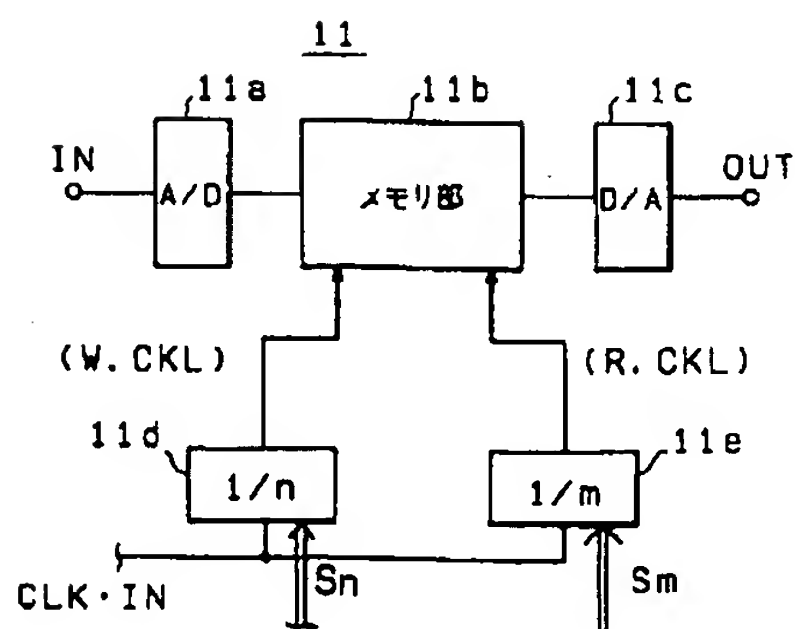 11
11a
11b
11c
IN
A/D
メモリ部
D/A
OUT
(W. CKL)
(R. CKL)
11d
1/n
11e
1/m
CLK・IN
Sn
Sm